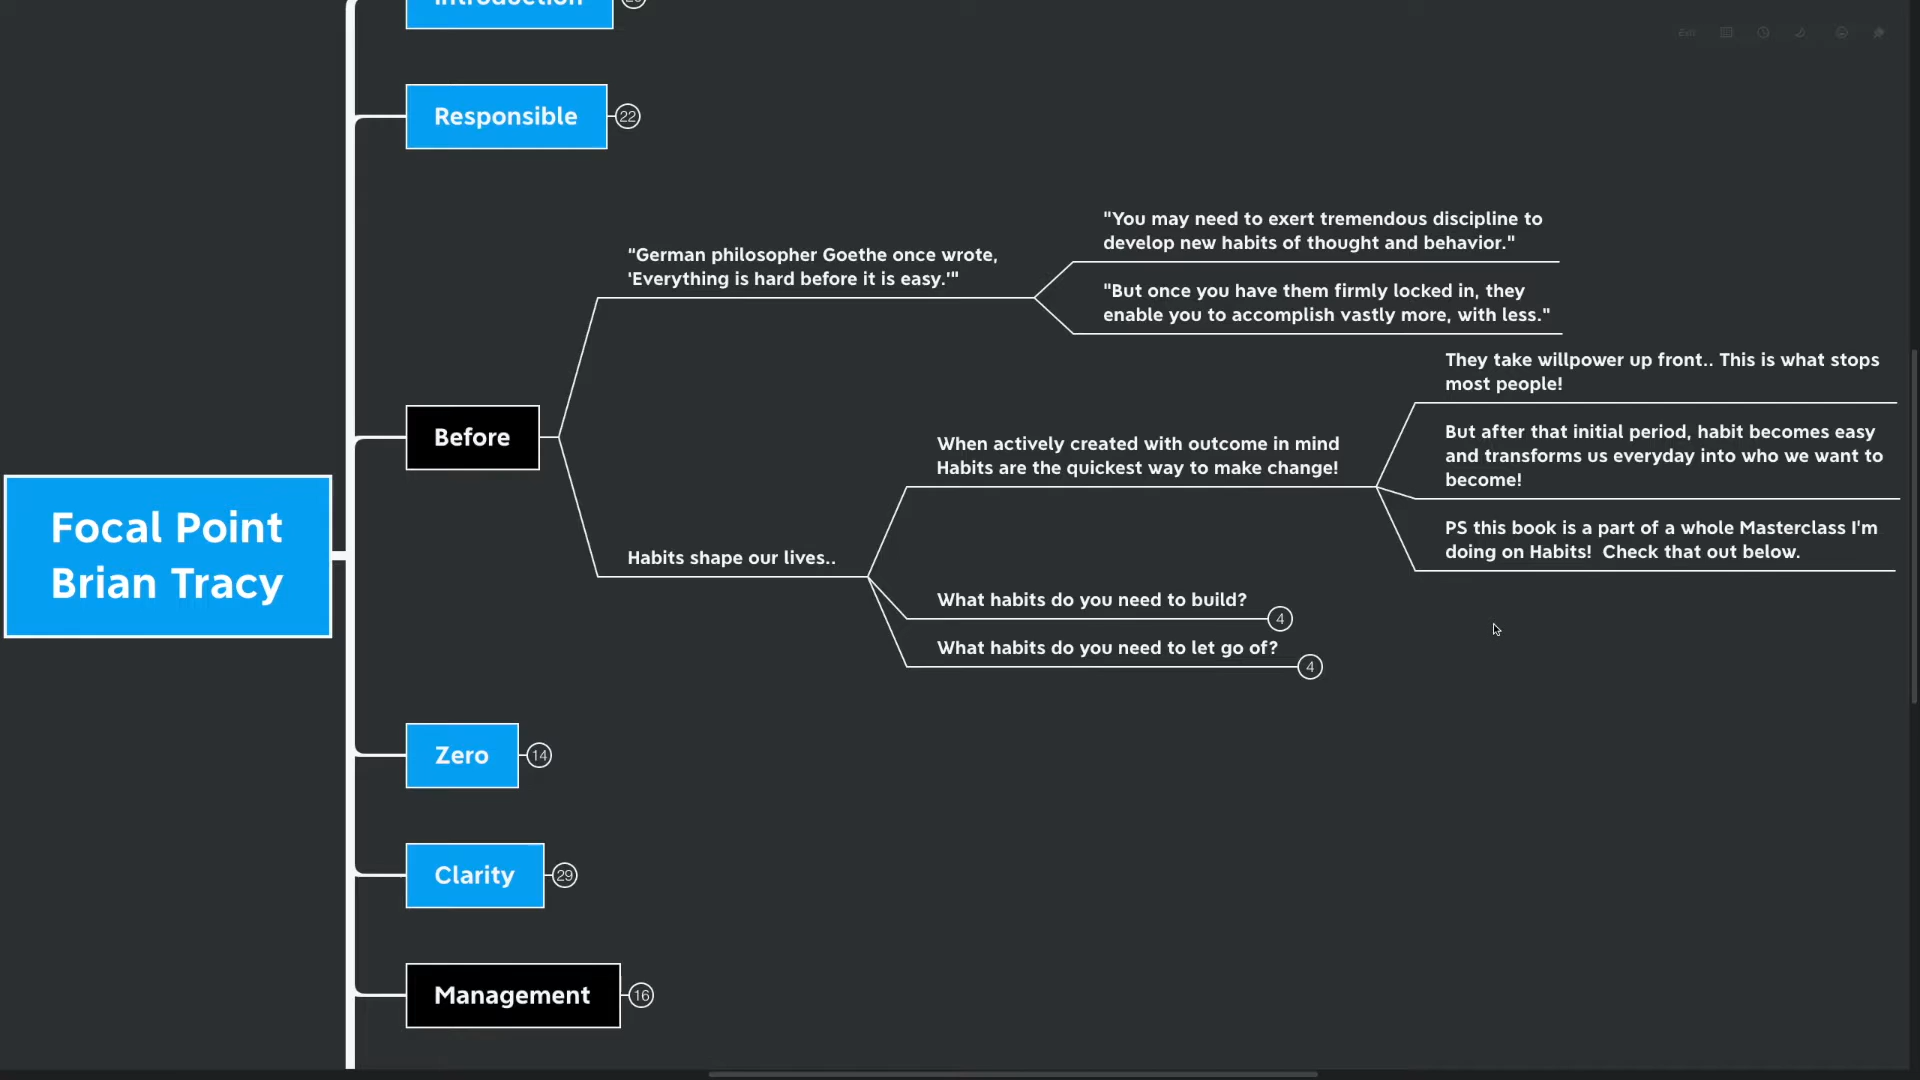 Introduction
Exit
Responsible
22
"German philosopher Goethe once wrote,
'Everything is hard before it is easy.'"
"You may need to exert tremendous discipline to
develop new habits of thought and behavior."
"But once you have them firmly locked in, they
enable you to accomplish vastly more, with less."
Before
Habits shape our lives..
When actively created with outcome in mind
Habits are the quickest way to make change!
They take willpower up front.. This is what stops
most people!
But after that initial period, habit becomes easy
and transforms us everyday into who we want to
become!
PS this book is a part of a whole Masterclass I'm
doing on Habits!  Check that out below.
What habits do you need to build?
4
What habits do you need to let go of?
4
Focal Point
Brian Tracy
Zero
14
Clarity
29
Management
16